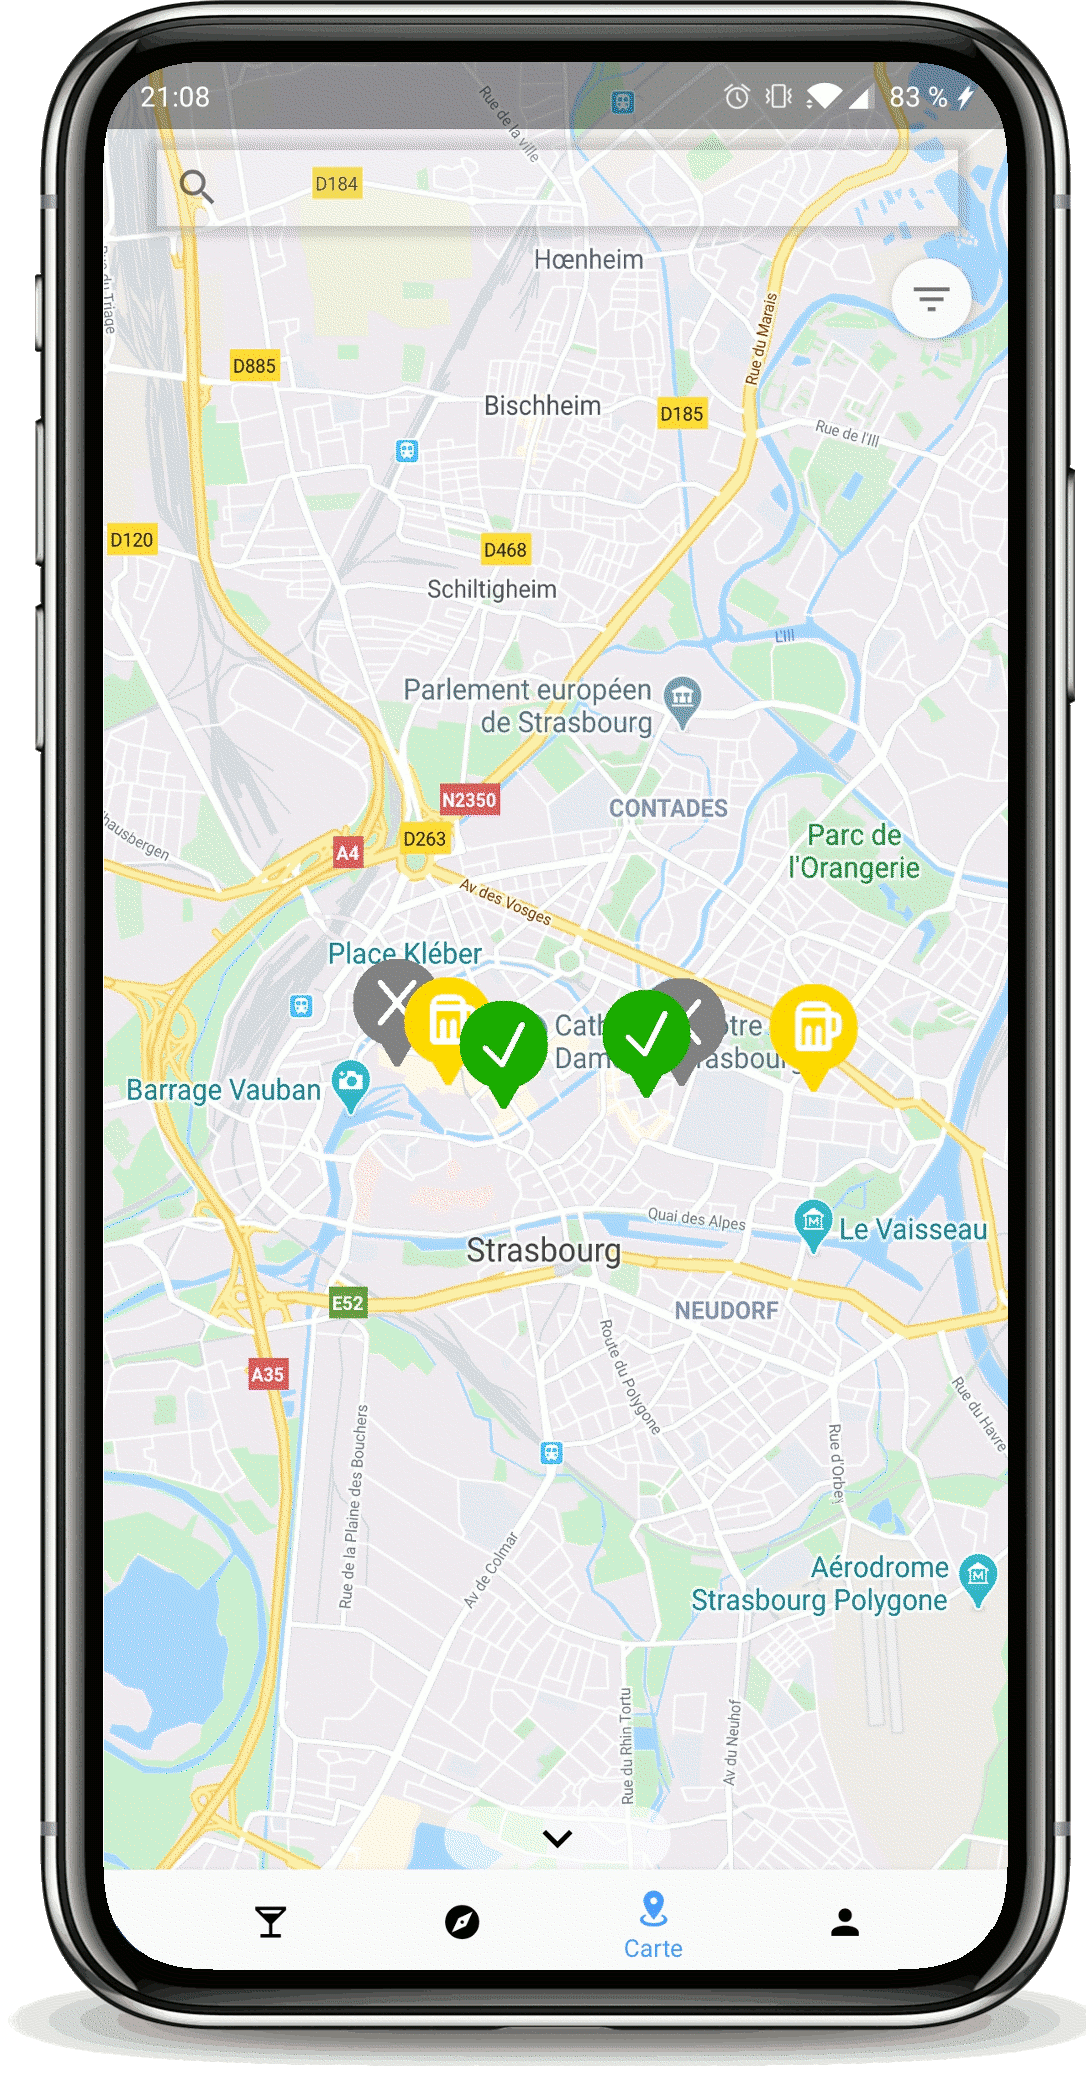 21:08
83 %
Rue de la ville
D184
Hœnheim
Rue du Triage
Rue du Marais
D885
Bischheim
D185
Rue de l'Ill
D120
D468
Schiltigheim
L'Ill
Parlement européen
de Strasbourg
N2350
CONTADES
D263
A4
Parc de
l'Orangerie
hausbergen
Av des Vosges
Place Kléber
Barrage Vauban
Quai des Alpes
Le Vaisseau
Strasbourg
E52
NEUDORF
A35
Route du Polygone
Rue du Havre
Rue de la Plaine des Bouchers
Rue d'Orbey
Av de Colmar
Aérodrome
Strasbourg Polygone
Rue du Rhin Tortu
Av du Neuhof
Carte